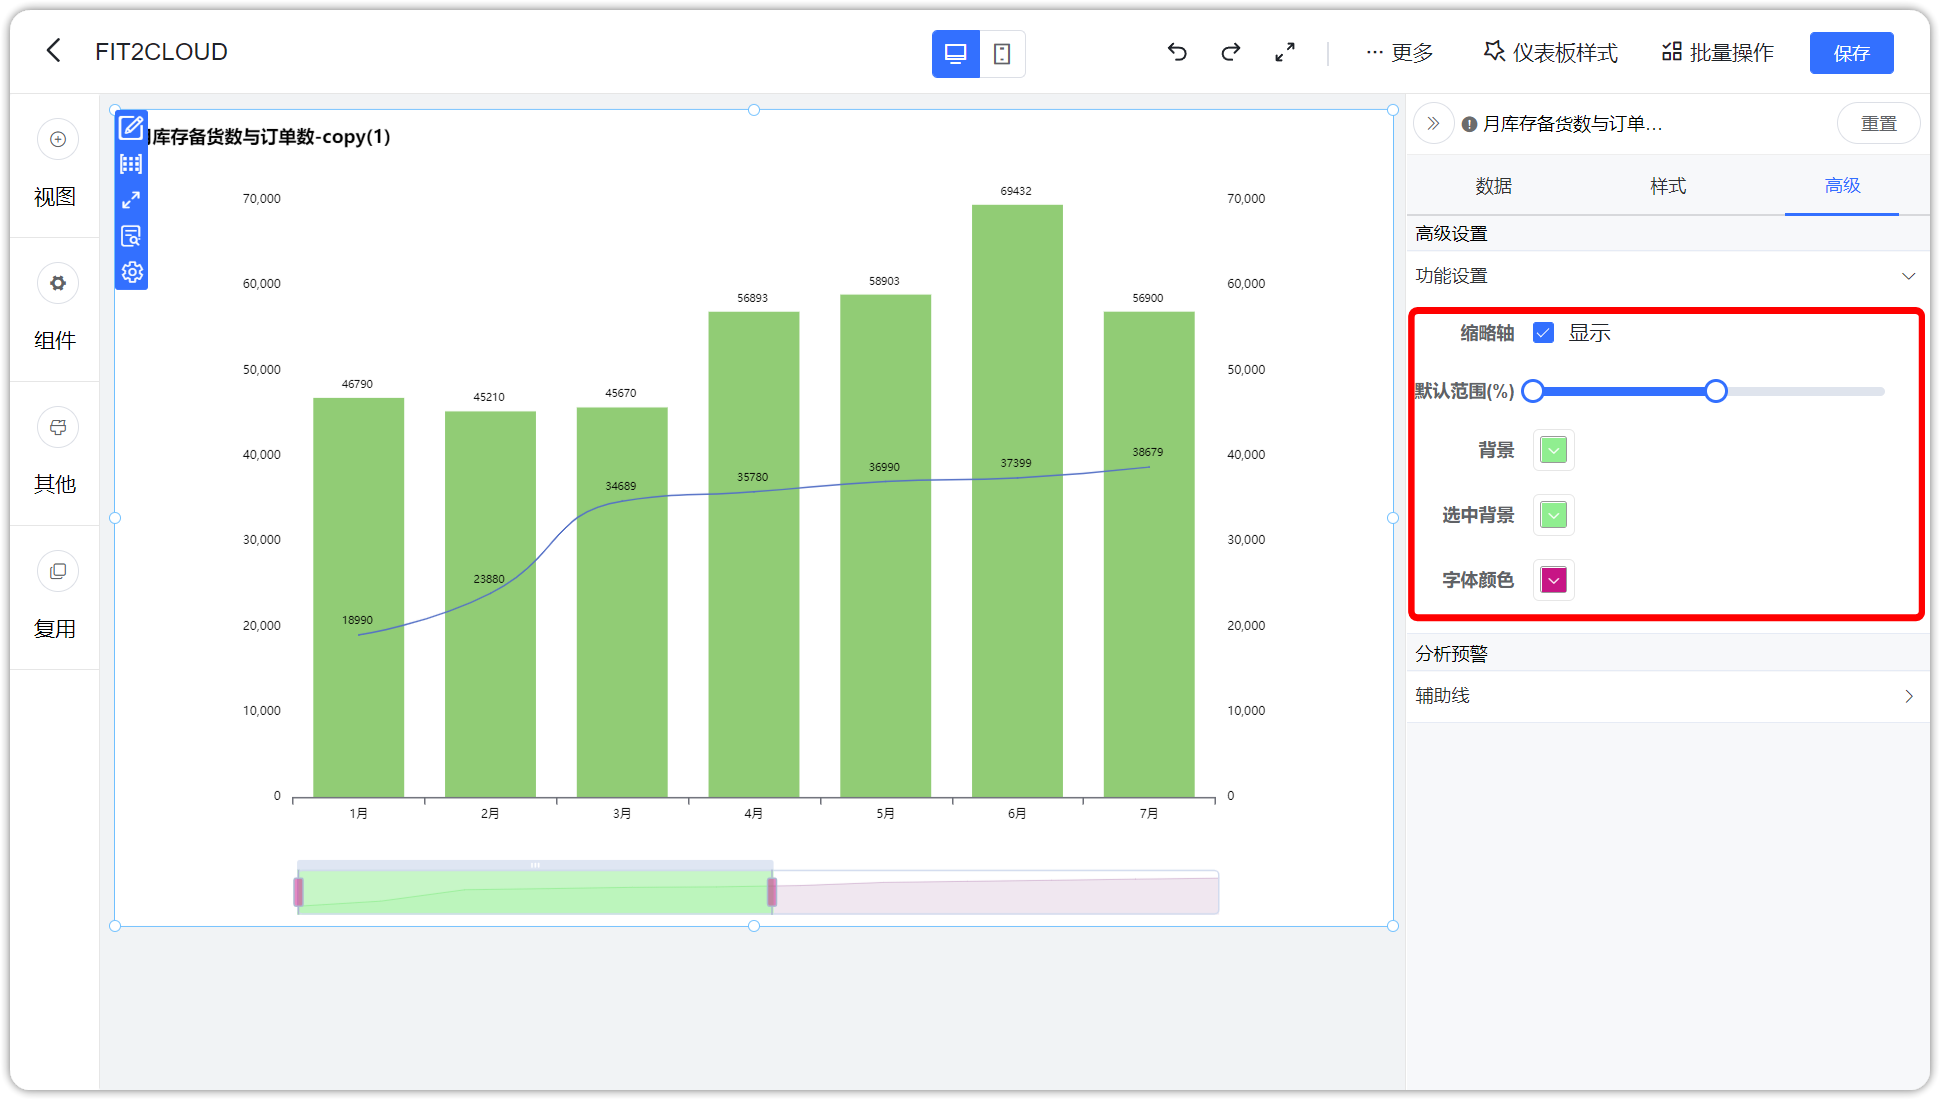 FIT2CLOUD
更多
仪表板样式
批量操作
保存
视图
组件
其他
复用
月库存备货数与订单数-copy(1)
70,000
60,000
50,000
40,000
30,000
20,000
10,000
0
46790
45210
45670
56893
58903
69432
56900
18990
23880
34689
35780
36990
37399
38679
70,000
60,000
50,000
40,000
30,000
20,000
10,000
0
1月
2月
3月
4月
5月
6月
7月
月库存备货数与订单...
重置
数据
样式
高级
高级设置
功能设置
缩略轴
显示
默认范围(%)
背景
选中背景
字体颜色
分析预警
辅助线